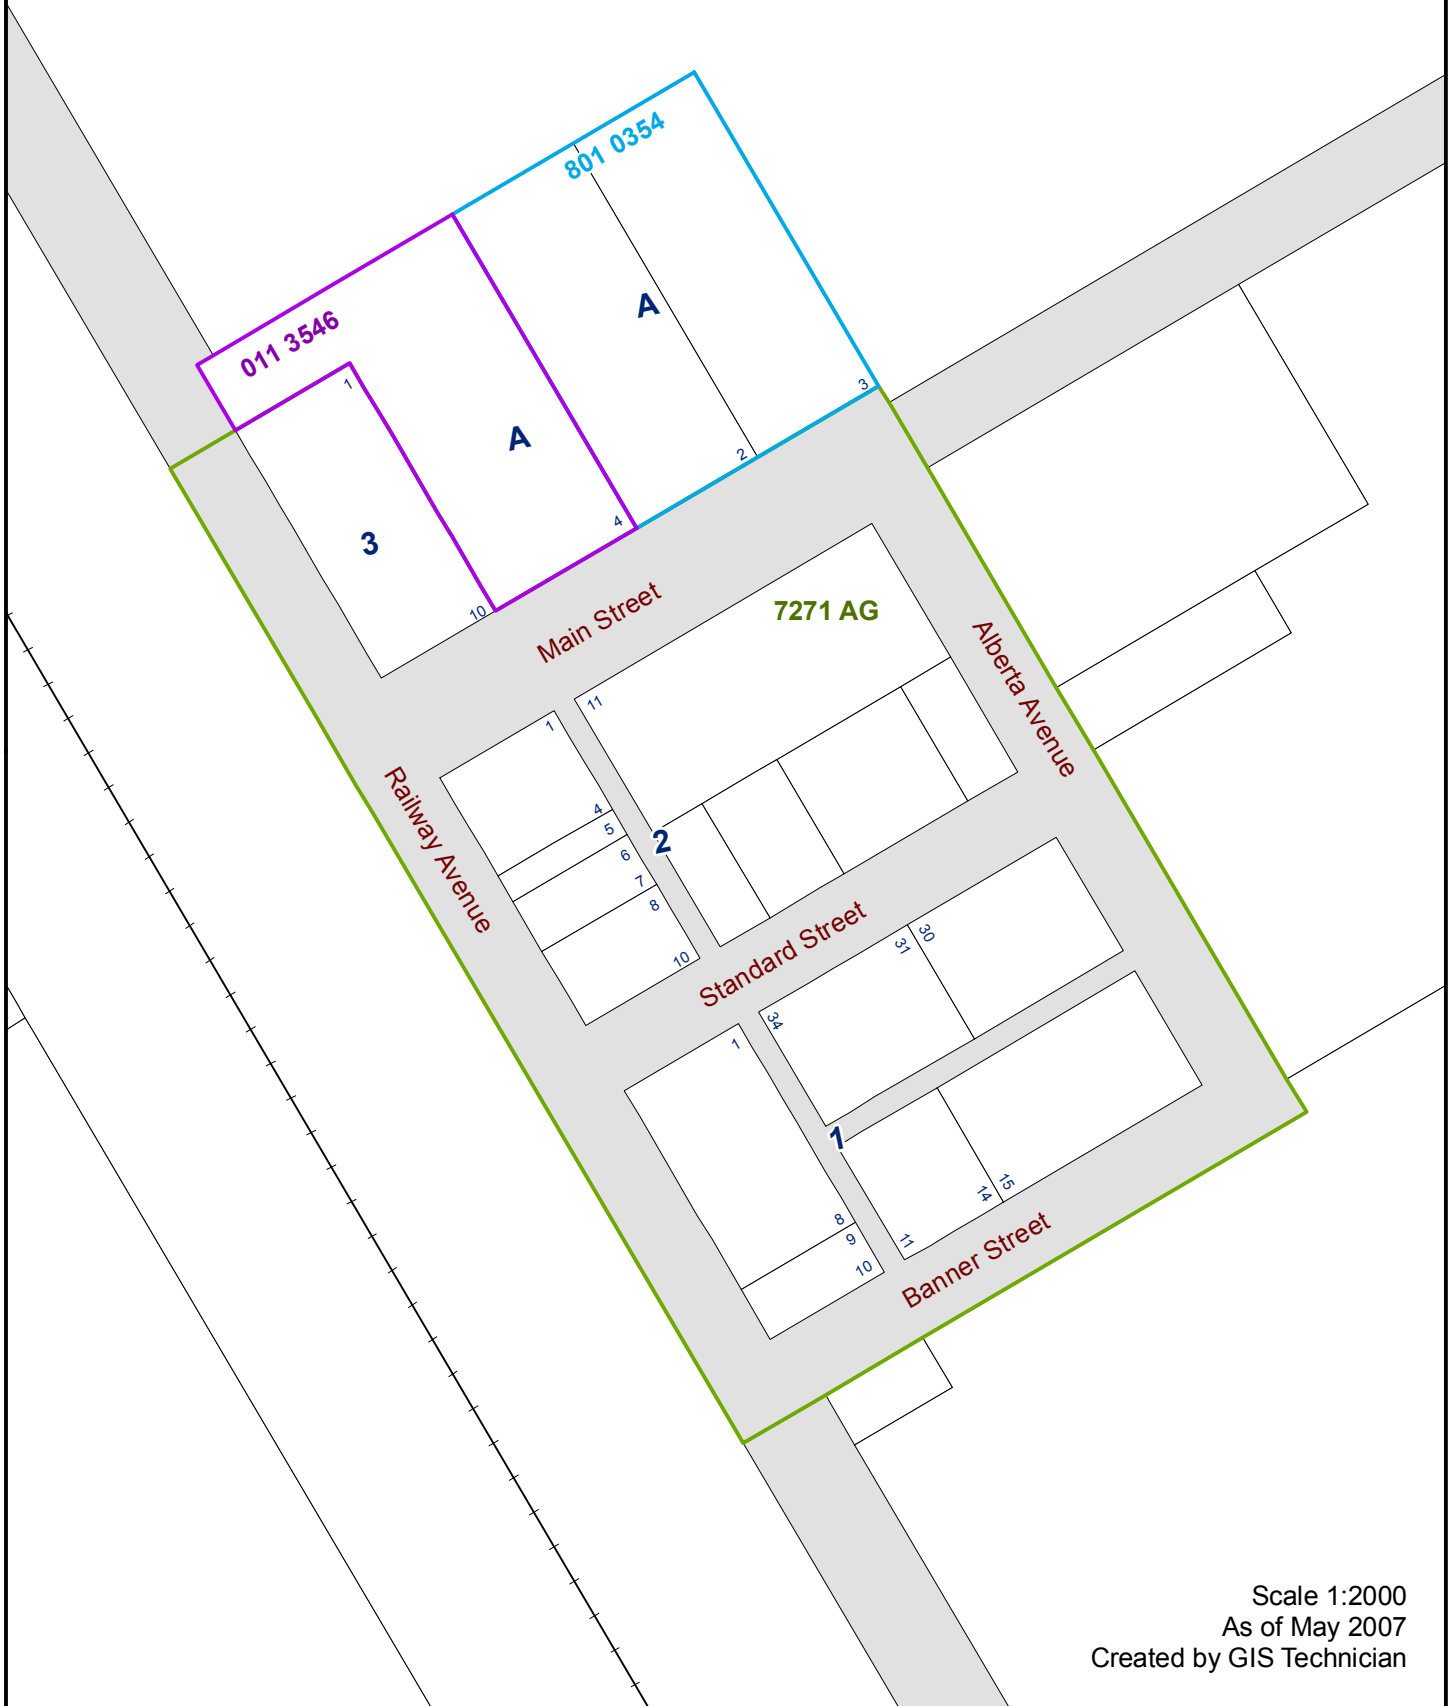 801 0354
011 3546
A
1
3
2
A
4
3
10
Main Street
7271 AG
Alberta Avenue
11
1
Railway Avenue
4
5
6
2
7
8
10
Standard Street
30
31
34
1
1
15
14
8
9
11
10
Banner Street
Scale 1:2000
As of May 2007
Created by GIS Technician